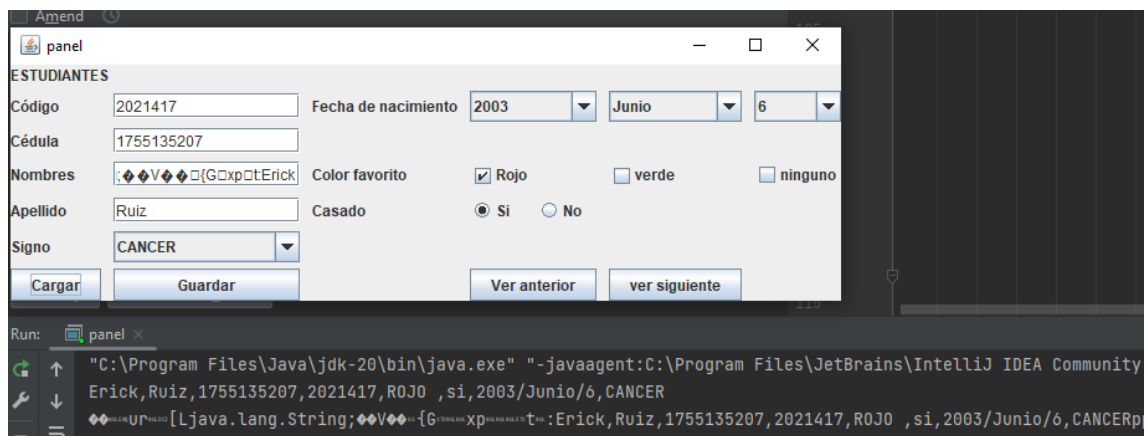 Amend
panel
ESTUDIANTES
Código 2021417 Fecha de nacimiento 2003 Junio 6
Cédula 1755135207
Nombres ;��V��□{G□xp□t:Erick Color favorito Rojo verde ninguno
Apellido Ruiz Casado Si No
Signo CANCER
Cargar Guardar Ver anterior ver siguiente
115
Run: panel
"C:\Program Files\Java\jdk-20\bin\java.exe" "-javaagent:C:\Program Files\JetBrains\IntelliJ IDEA Community
Erick,Ruiz,1755135207,2021417,ROJO ,si,2003/Junio/6,CANCER
��ur[Ljava.lang.String;��V��{Gxpt:Erick,Ruiz,1755135207,2021417,ROJO ,si,2003/Junio/6,CANCERp